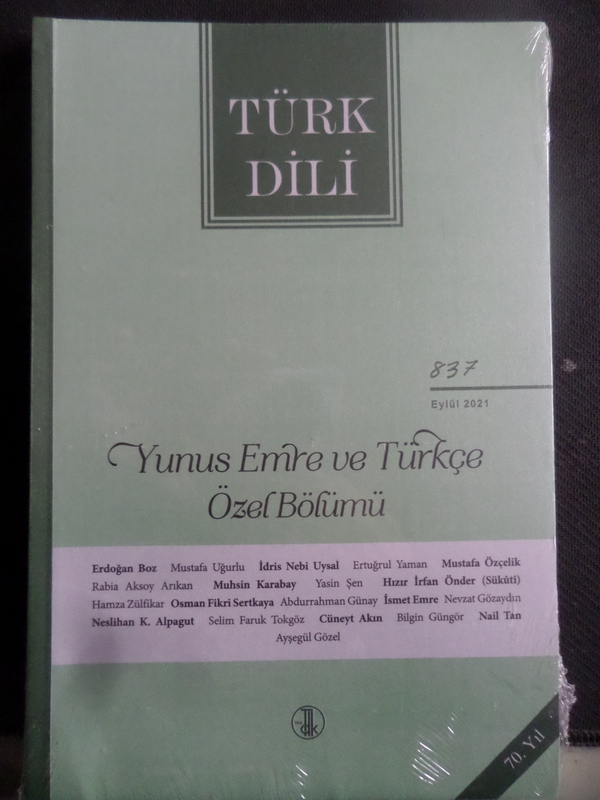 TÜRK
DİLİ
837
Eylül 2021
Yunus Emre ve Türkçe
Özel Bölümü
Erdoğan Boz Mustafa Uğurlu İdris Nebi Uysal Ertuğrul Yaman Mustafa Özçelik
Rabia Aksoy Arıkan Muhsin Karabay Yasin Şen Hızır İrfan Önder (Sükûtî)
Hamza Zülfikar Osman Fikri Sertkaya Abdurrahman Günay İsmet Emre Nevzat Gözaydın
Neslihan K. Alpagut Selim Faruk Tokgöz Cüneyt Akın Bilgin Güngör Nail Tan
Ayşegül Gözel
70. Yıl